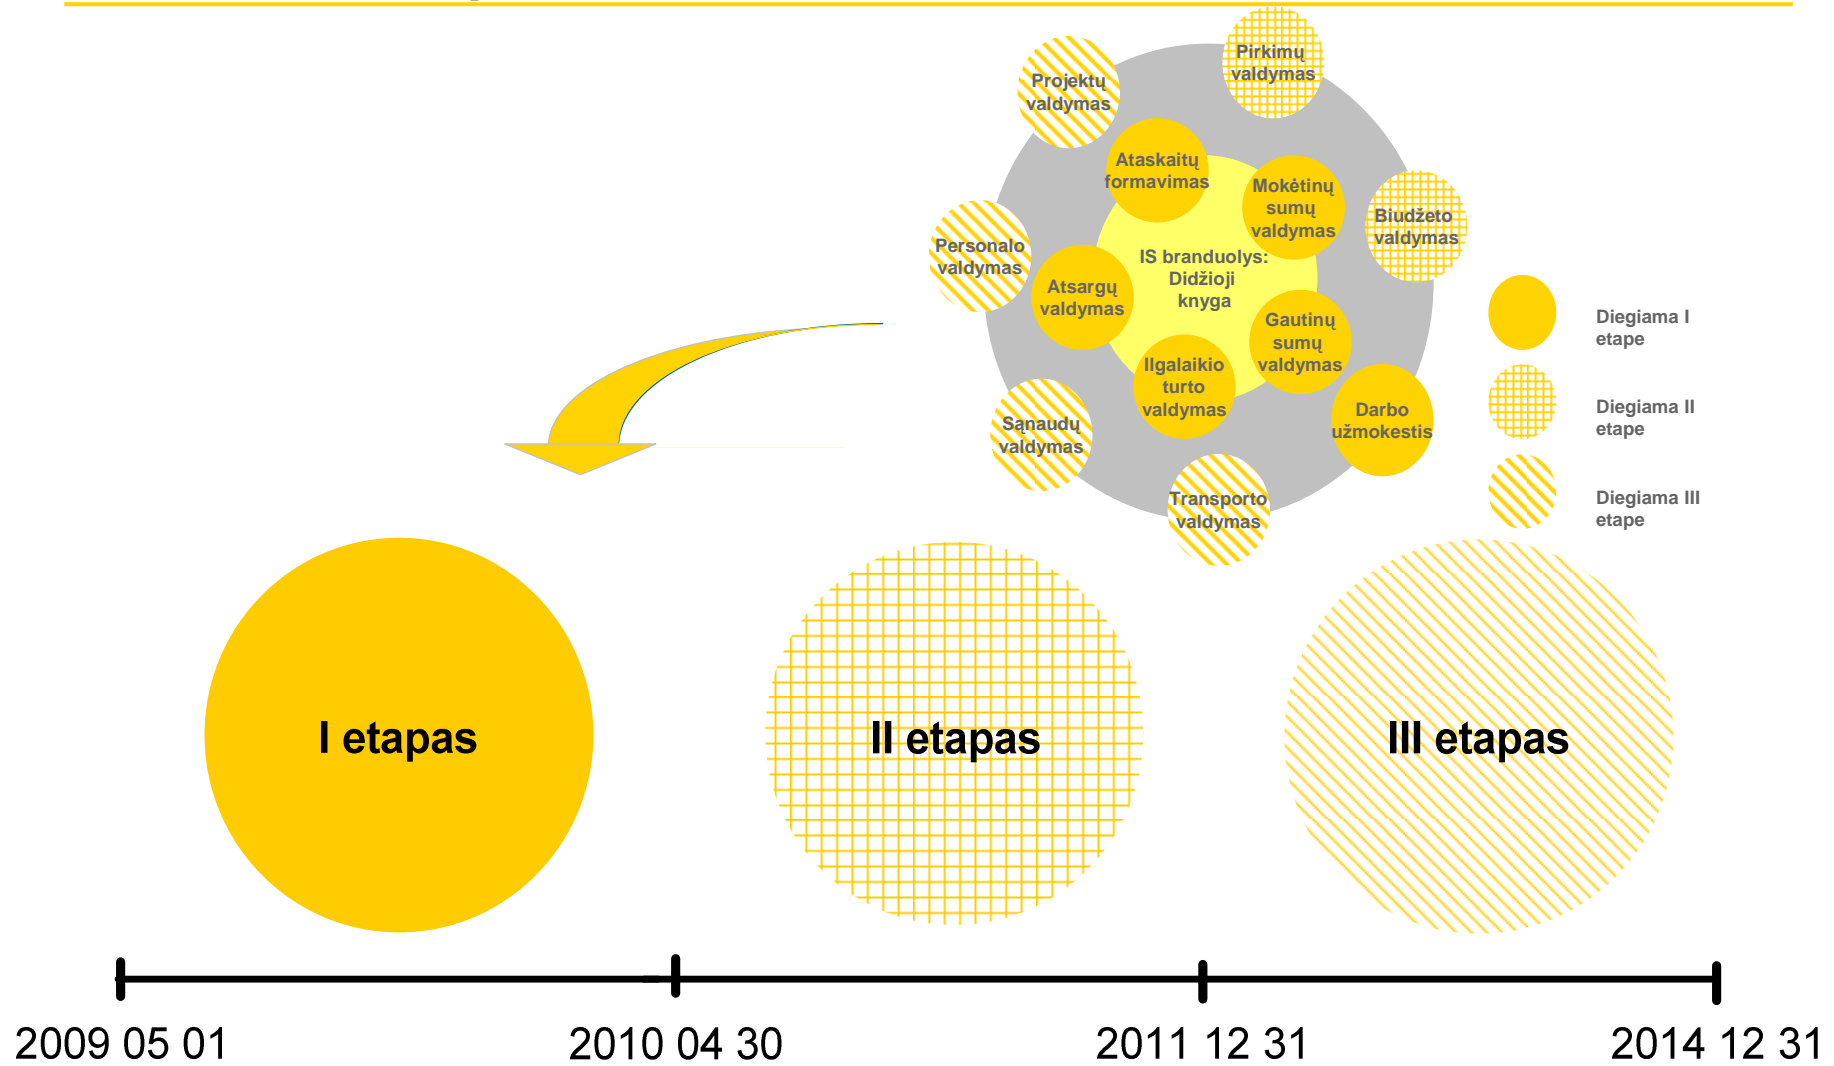 Pirkimų
valdymas
Projektų
valdymas
Ataskaitų
formavimas
Mokėtinų
sumų
valdymas
Biudžeto
valdymas
Personalo
valdymas
IS branduolys:
Didžioji
knyga
Atsargų
valdymas
Gautinų
sumų
valdymas
Ilgalaikio
turto
valdymas
Darbo
užmokestis
Sąnaudų
valdymas
Transporto
valdymas
Diegiama I
etape
Diegiama II
etape
Diegiama III
etape
I etapas
II etapas
III etapas
2009 05 01
2010 04 30
2011 12 31
2014 12 31